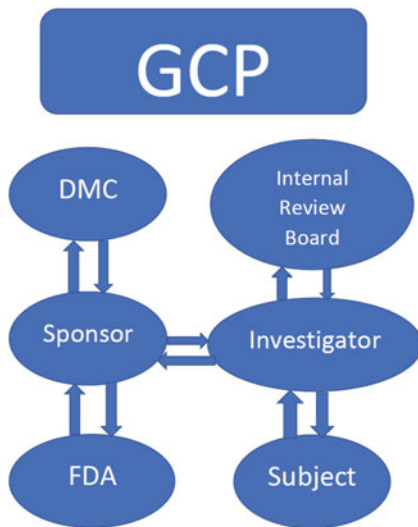 GCP
DMC
Internal
Review
Board
Sponsor
Investigator
FDA
Subject